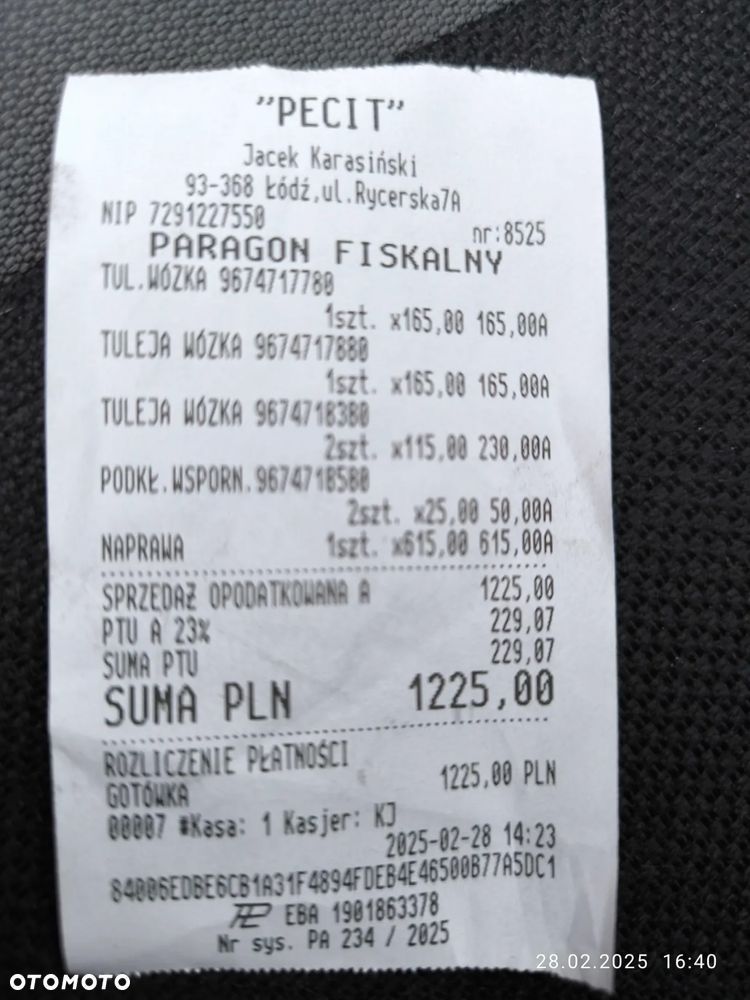 "PECIT"
Jacek Karasiński
93-368 Łódź,ul.Rycerska7A
NIP 7291227550
nr:8525
PARAGON FISKALNY
TUL.WÓZKA 9674717780
1szt. x165,00 165,00A
TULEJA WÓZKA 9674717880
1szt. x165,00 165,00A
TULEJA WÓZKA 9674718380
2szt. x115,00 230,00A
PODKŁ.WSPORN.9674718580
2szt. x25,00 50,00A
NAPRAWA 1szt. x615,00 615,00A
SPRZEDAŻ OPODATKOWANA A 1225,00
PTU A 23% 229,07
SUMA PTU 229,07
SUMA PLN 1225,00
ROZLICZENIE PŁATNOŚCI
GOTÓWKA 1225,00 PLN
00007 #Kasa: 1 Kasjer: KJ
2025-02-28 14:23
84006EDBE6CB1A31F4894FDEB4E46500B77A5DC1
EBA 1901863378
Nr sys. PA 234 / 2025
28.02.2025 16:40
OTOMOTO